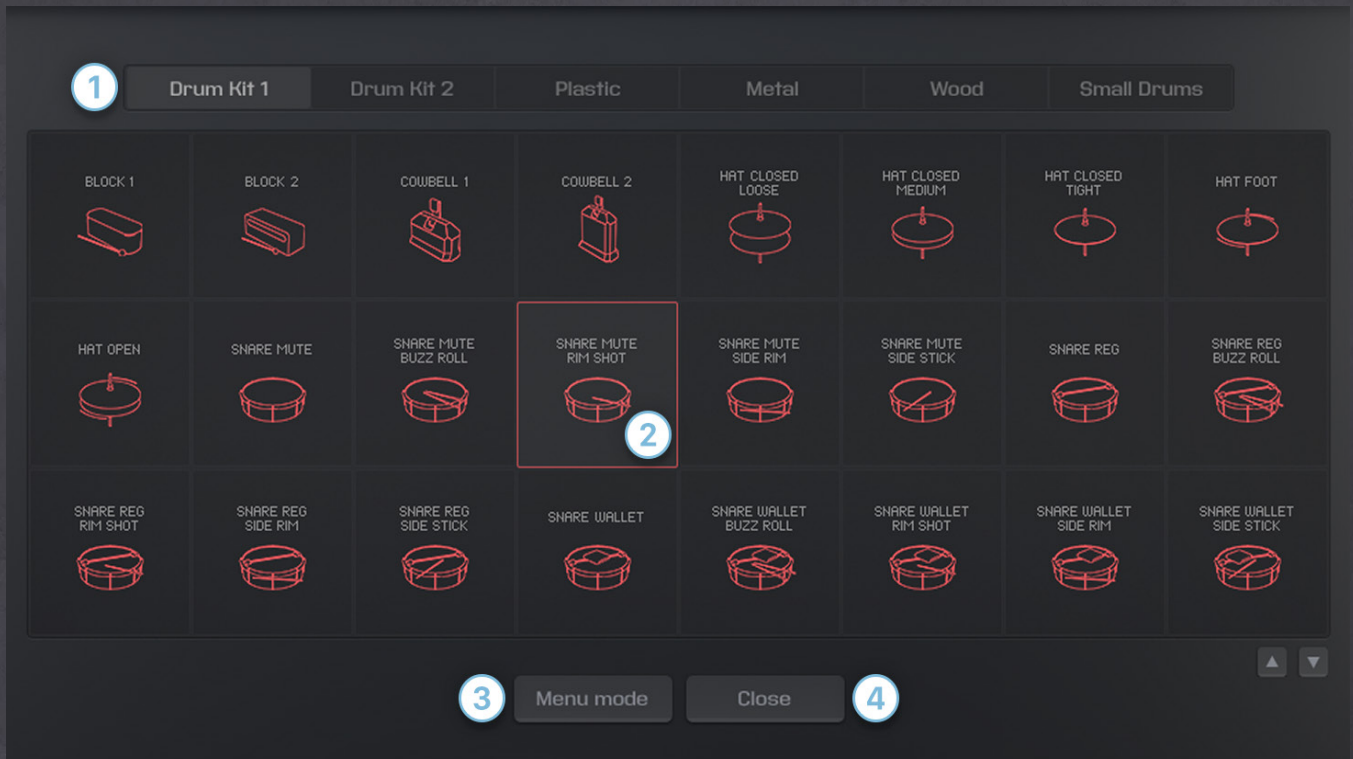 1
Drum Kit 1
Drum Kit 2
Plastic
Metal
Wood
Small Drums
BLOCK 1
BLOCK 2
COWBELL 1
COWBELL 2
HAT CLOSED
LOOSE
HAT CLOSED
MEDIUM
HAT CLOSED
TIGHT
HAT FOOT
HAT OPEN
SNARE MUTE
SNARE MUTE
BUZZ ROLL
SNARE MUTE
RIM SHOT
2
SNARE MUTE
SIDE RIM
SNARE MUTE
SIDE STICK
SNARE REG
SNARE REG
BUZZ ROLL
SNARE REG
RIM SHOT
SNARE REG
SIDE RIM
SNARE REG
SIDE STICK
SNARE WALLET
SNARE WALLET
BUZZ ROLL
SNARE WALLET
RIM SHOT
SNARE WALLET
SIDE RIM
SNARE WALLET
SIDE STICK
3
Menu mode
Close
4